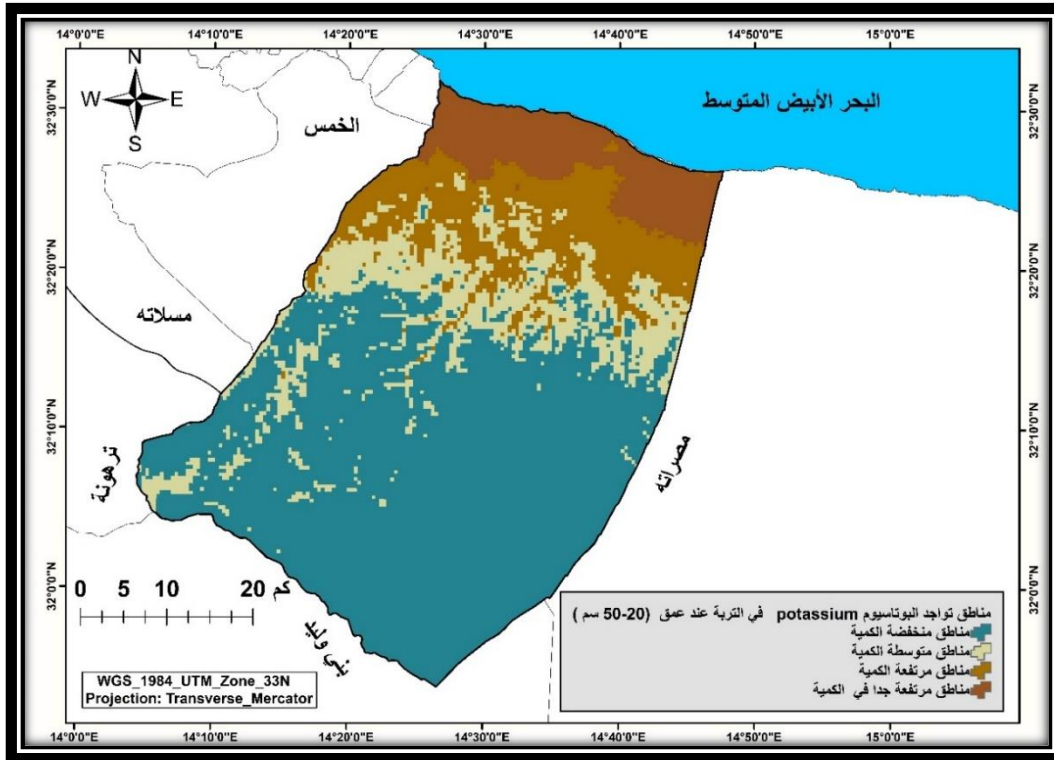 14°0'0"E 14°10'0"E 14°20'0"E 14°30'0"E 14°40'0"E 14°50'0"E 15°0'0"E
N
W E
S
البحر الأبيض المتوسط
الخمس
مسلاته
ترهونة
مصراته
بني وليد
32°30'0"N 32°30'0"N
32°20'0"N 32°20'0"N
32°10'0"N 32°10'0"N
32°0'0"N 32°0'0"N
0 5 10 20 كم
WGS_1984_UTM_Zone_33N
Projection: Transverse_Mercator
مناطق تواجد البوتاسيوم potassium في التربة عند عمق (20-50 سم )
مناطق منخفضة الكمية
مناطق متوسطة الكمية
مناطق مرتفعة الكمية
مناطق مرتفعة جدا في الكمية
14°0'0"E 14°10'0"E 14°20'0"E 14°30'0"E 14°40'0"E 14°50'0"E 15°0'0"E